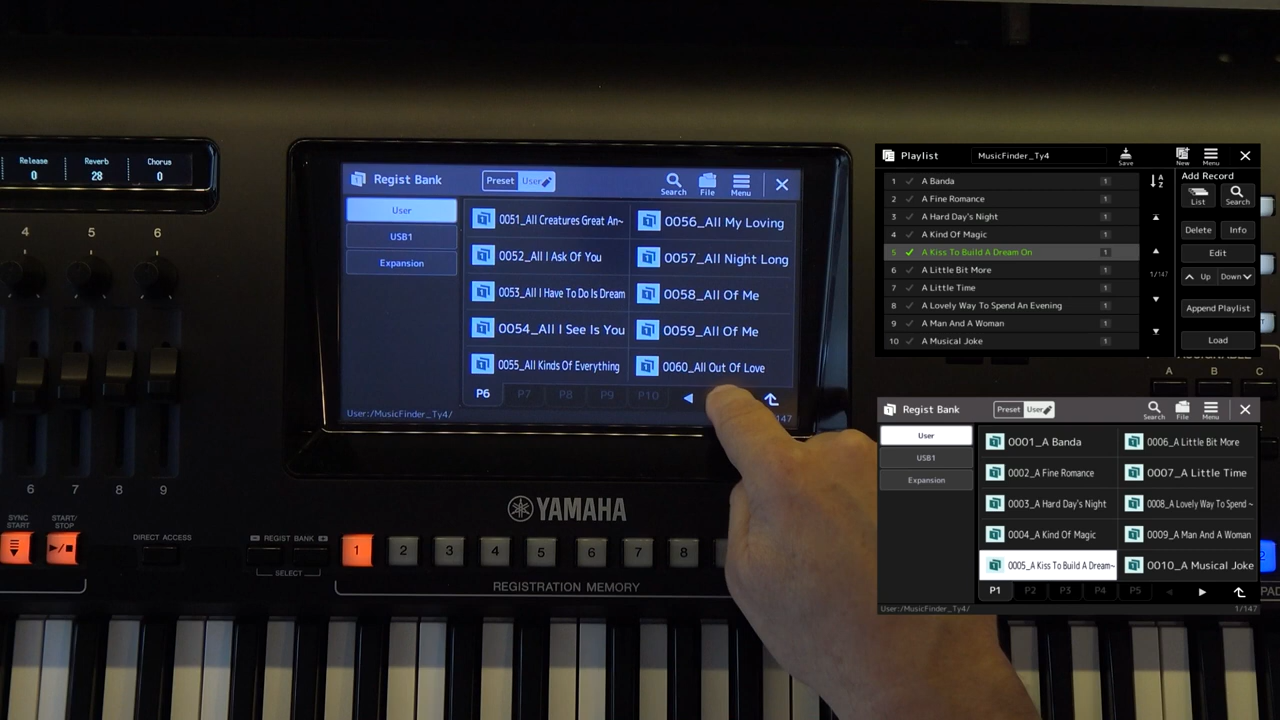 Release
0
Reverb
28
Chorus
0
4
5
6
6
7
8
9
SYNC
START
START/
STOP
DIRECT ACCESS
REGIST BANK
SELECT
1
2
3
4
5
6
7
8
REGISTRATION MEMORY
YAMAHA
Regist Bank
Preset
User
Search
File
Menu
User
USB1
Expansion
0051_All Creatures Great An~
0056_All My Loving
0052_All I Ask Of You
0057_All Night Long
0053_All I Have To Do Is Dream
0058_All Of Me
0054_All I See Is You
0059_All Of Me
0055_All Kinds Of Everything
0060_All Out Of Love
P6
P7
P8
P9
P10
User:/MusicFinder_Ty4/
147
Playlist
MusicFinder_Ty4
Save
New
Menu
1 A Banda 1
2 A Fine Romance 1
3 A Hard Day's Night 1
4 A Kind Of Magic 1
5 A Kiss To Build A Dream On 1
6 A Little Bit More 1
7 A Little Time 1
8 A Lovely Way To Spend An Evening 1
9 A Man And A Woman 1
10 A Musical Joke 1
A
Z
1/147
Add Record
List
Search
Delete
Info
Edit
Up
Down
Append Playlist
Load
A
B
C
Regist Bank
Preset
User
Search
File
Menu
User
USB1
Expansion
0001_A Banda
0006_A Little Bit More
0002_A Fine Romance
0007_A Little Time
0003_A Hard Day's Night
0008_A Lovely Way To Spend ~
0004_A Kind Of Magic
0009_A Man And A Woman
0005_A Kiss To Build A Dream~
0010_A Musical Joke
P1
P2
P3
P4
P5
User:/MusicFinder_Ty4/
1/147
2
PAD